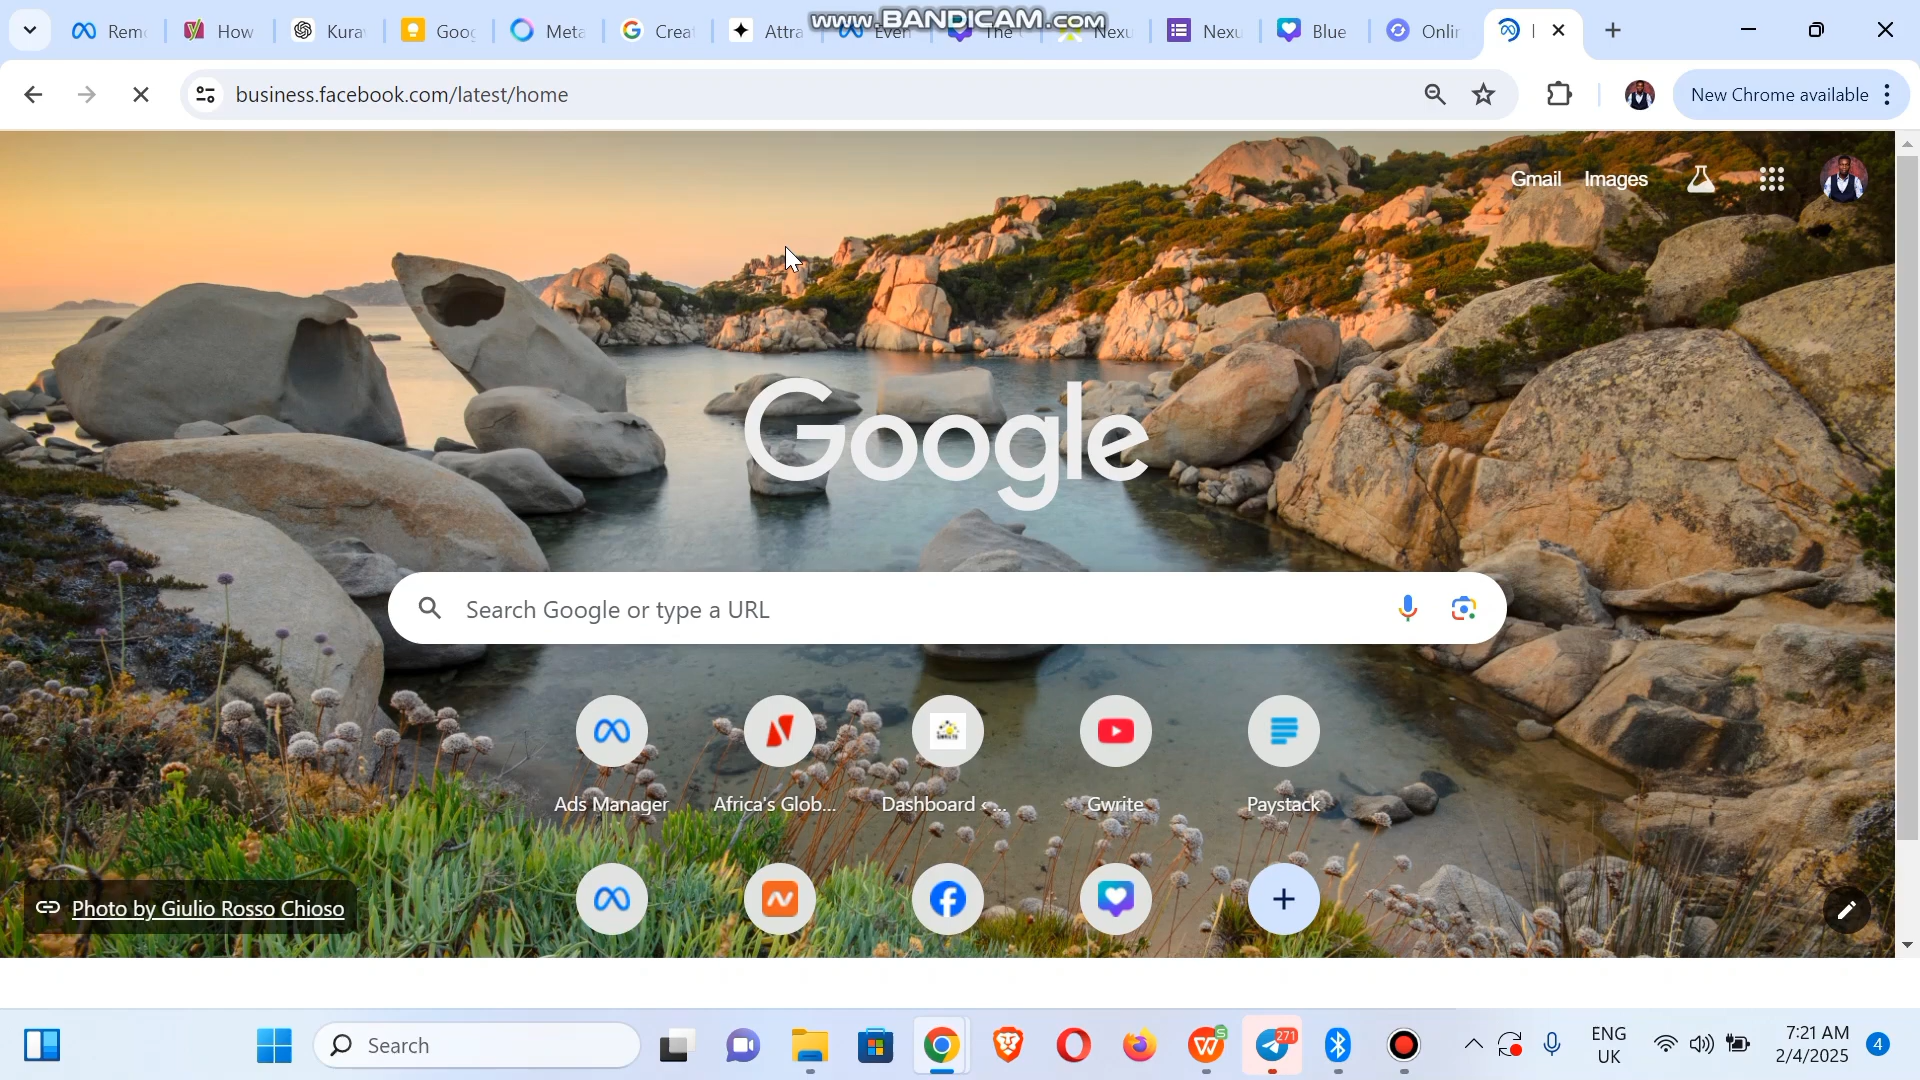 www.BANDICAM.com
Rem
How
Kura
Goog
Meta
Crea
Attra
Even
The
Nexu
Nexu
Blue
Onli
business.facebook.com/latest/home
New Chrome available
Gmail
Images
Google
Search Google or type a URL
Ads Manager
Africa's Glob...
Dashboard ‹ ...
Gwrite
Paystack
Photo by Giulio Rosso Chioso
Search
271
ENG
UK
7:21 AM
2/4/2025
4